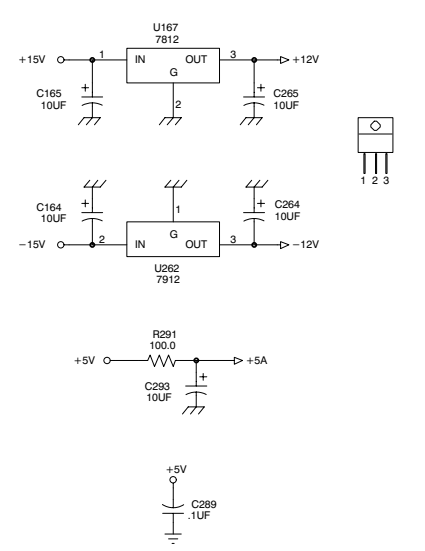 U167
7812
+15V
1
IN
OUT
3
+12V
G
2
+
C165
10UF
+
C265
10UF
1 2 3
+
C164
10UF
1
+
C264
10UF
−15V
2
IN
G
OUT
3
−12V
U262
7912
R291
100.0
+5V
+5A
+
C293
10UF
+5V
C289
.1UF